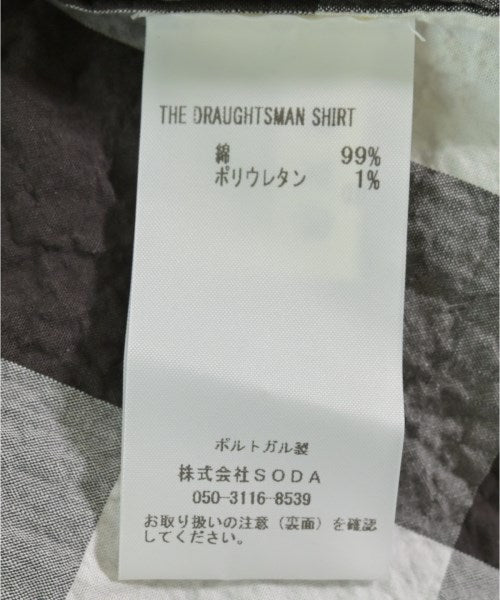 THE DRAUGHTSMAN SHIRT
綿 99%
ポリウレタン 1%
ポルトガル製
株式会社SODA
050-3116-8539
お取り扱いの注意(裏面)を確認
してください。